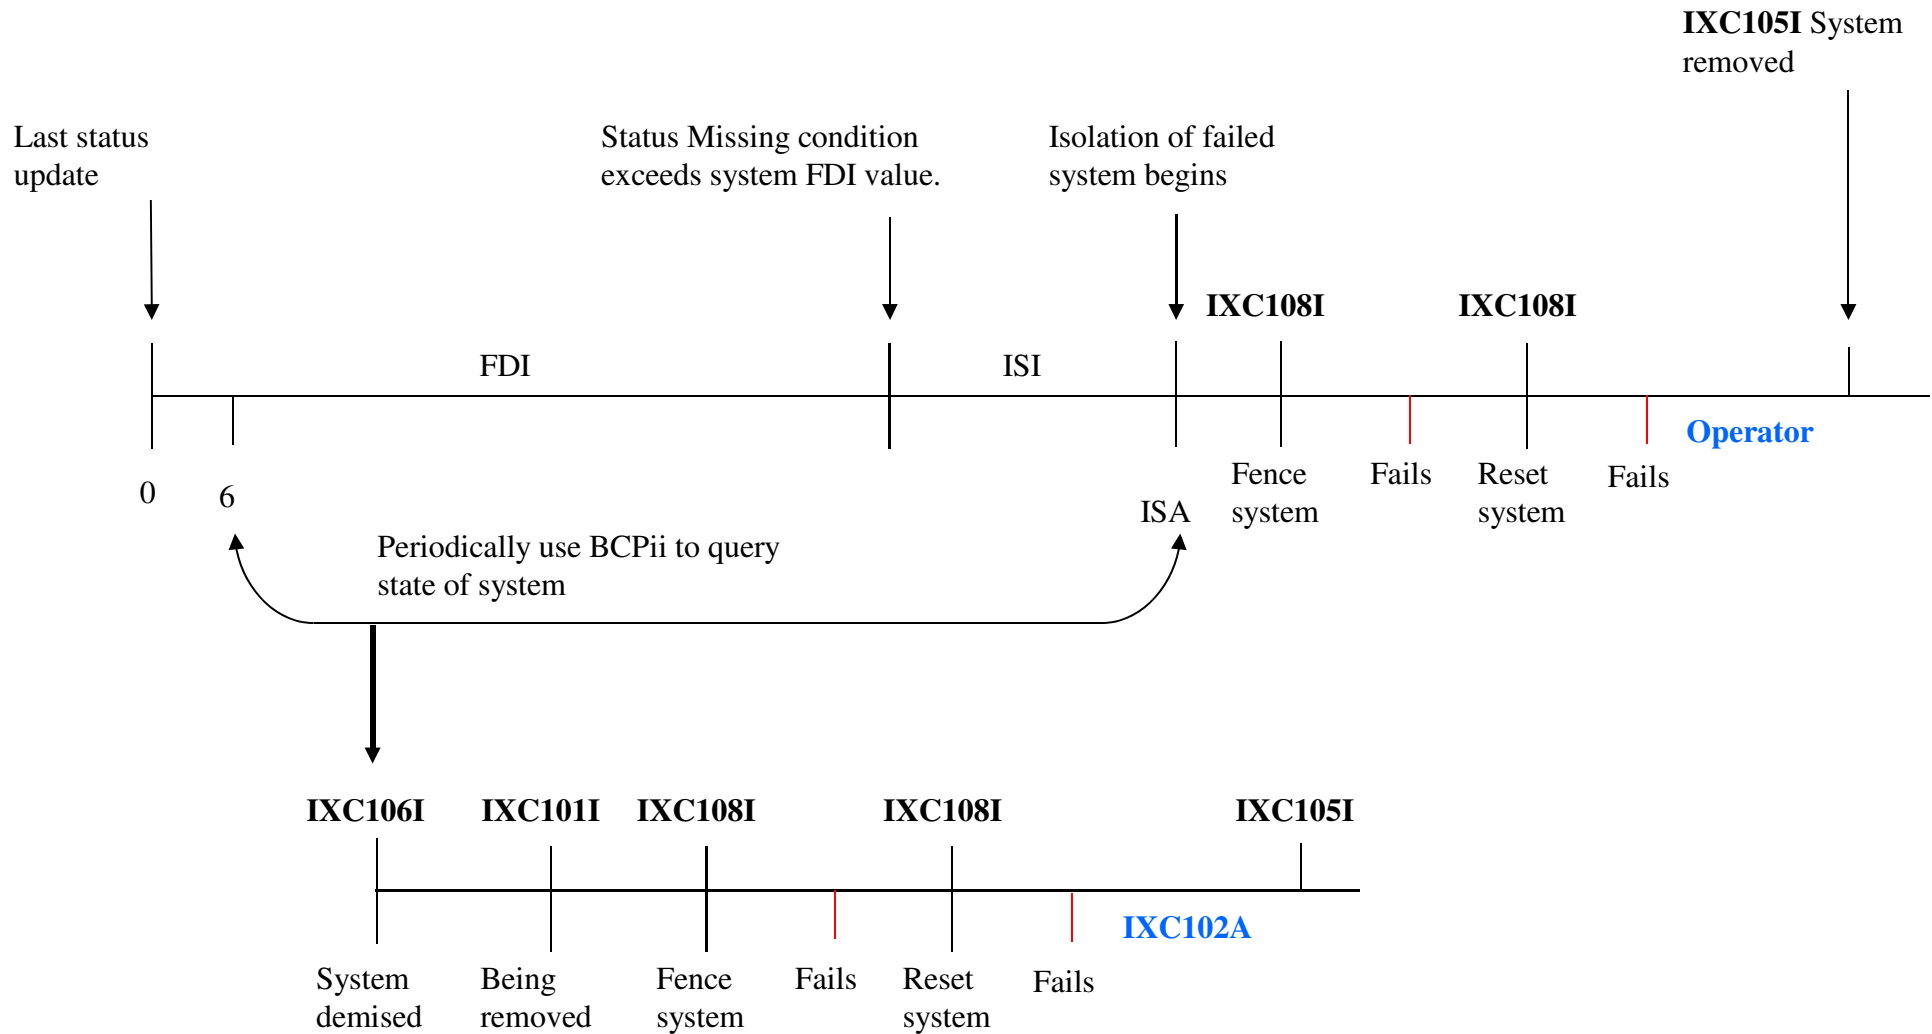 IXC105I System
removed
Last status
update
Status Missing condition
exceeds system FDI value.
Isolation of failed
system begins
IXC108I
IXC108I
FDI
ISI
Operator
0
6
ISA
Fence
system
Fails
Reset
system
Fails
Periodically use BCPii to query
state of system
IXC106I
IXC101I
IXC108I
IXC108I
IXC105I
IXC102A
System
demised
Being
removed
Fence
system
Fails
Reset
system
Fails